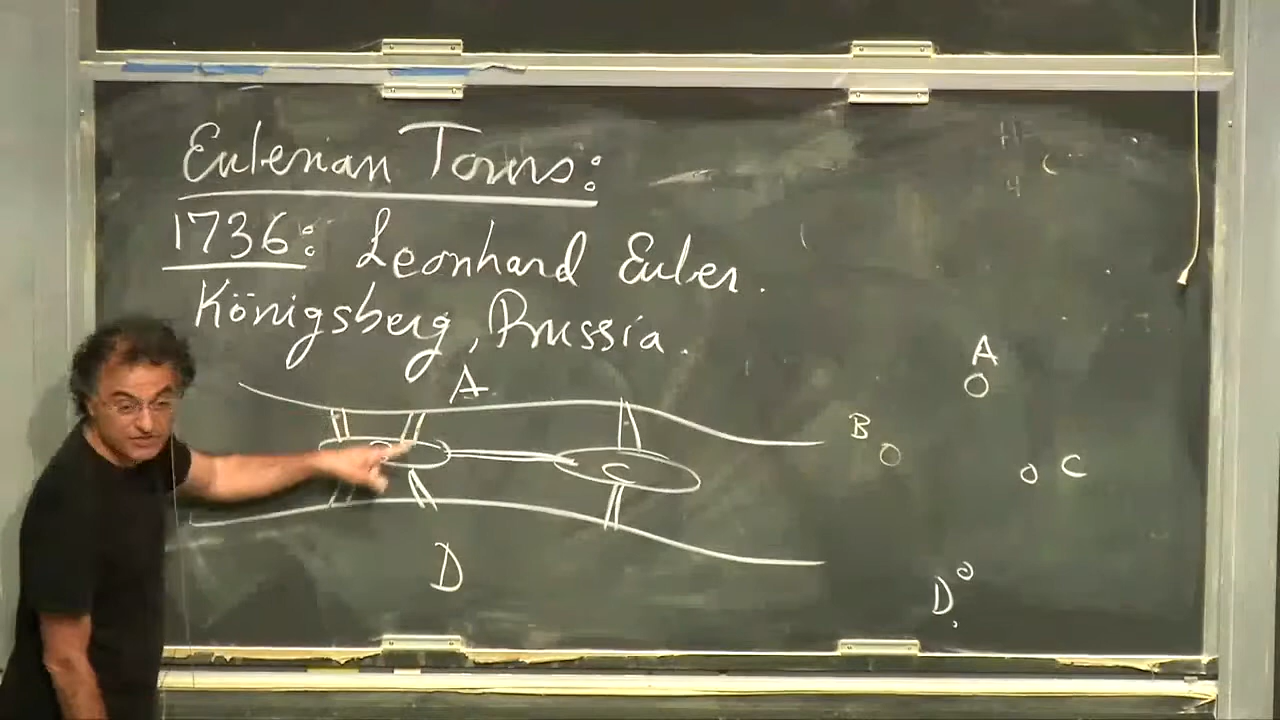 Eulerian Tours:
1736: Leonhard Euler.
Königsberg, Prussia.
A
C
D
A
B
C
D